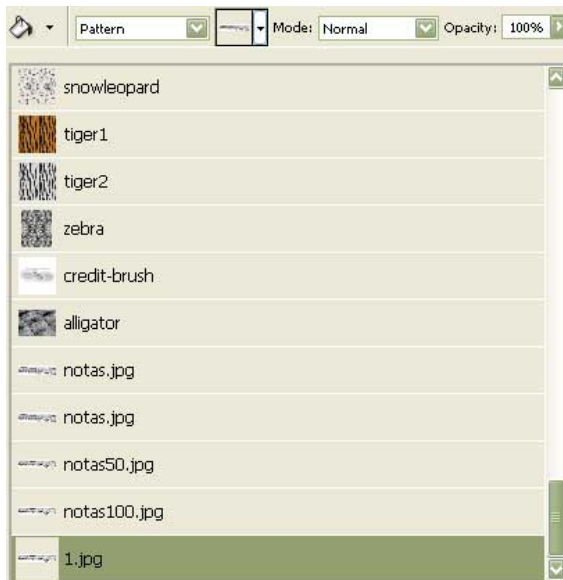 Pattern Mode: Normal Opacity: 100%
snowleopard
tiger1
tiger2
zebra
credit-brush
alligator
notas.jpg
notas.jpg
notas50.jpg
notas100.jpg
1.jpg